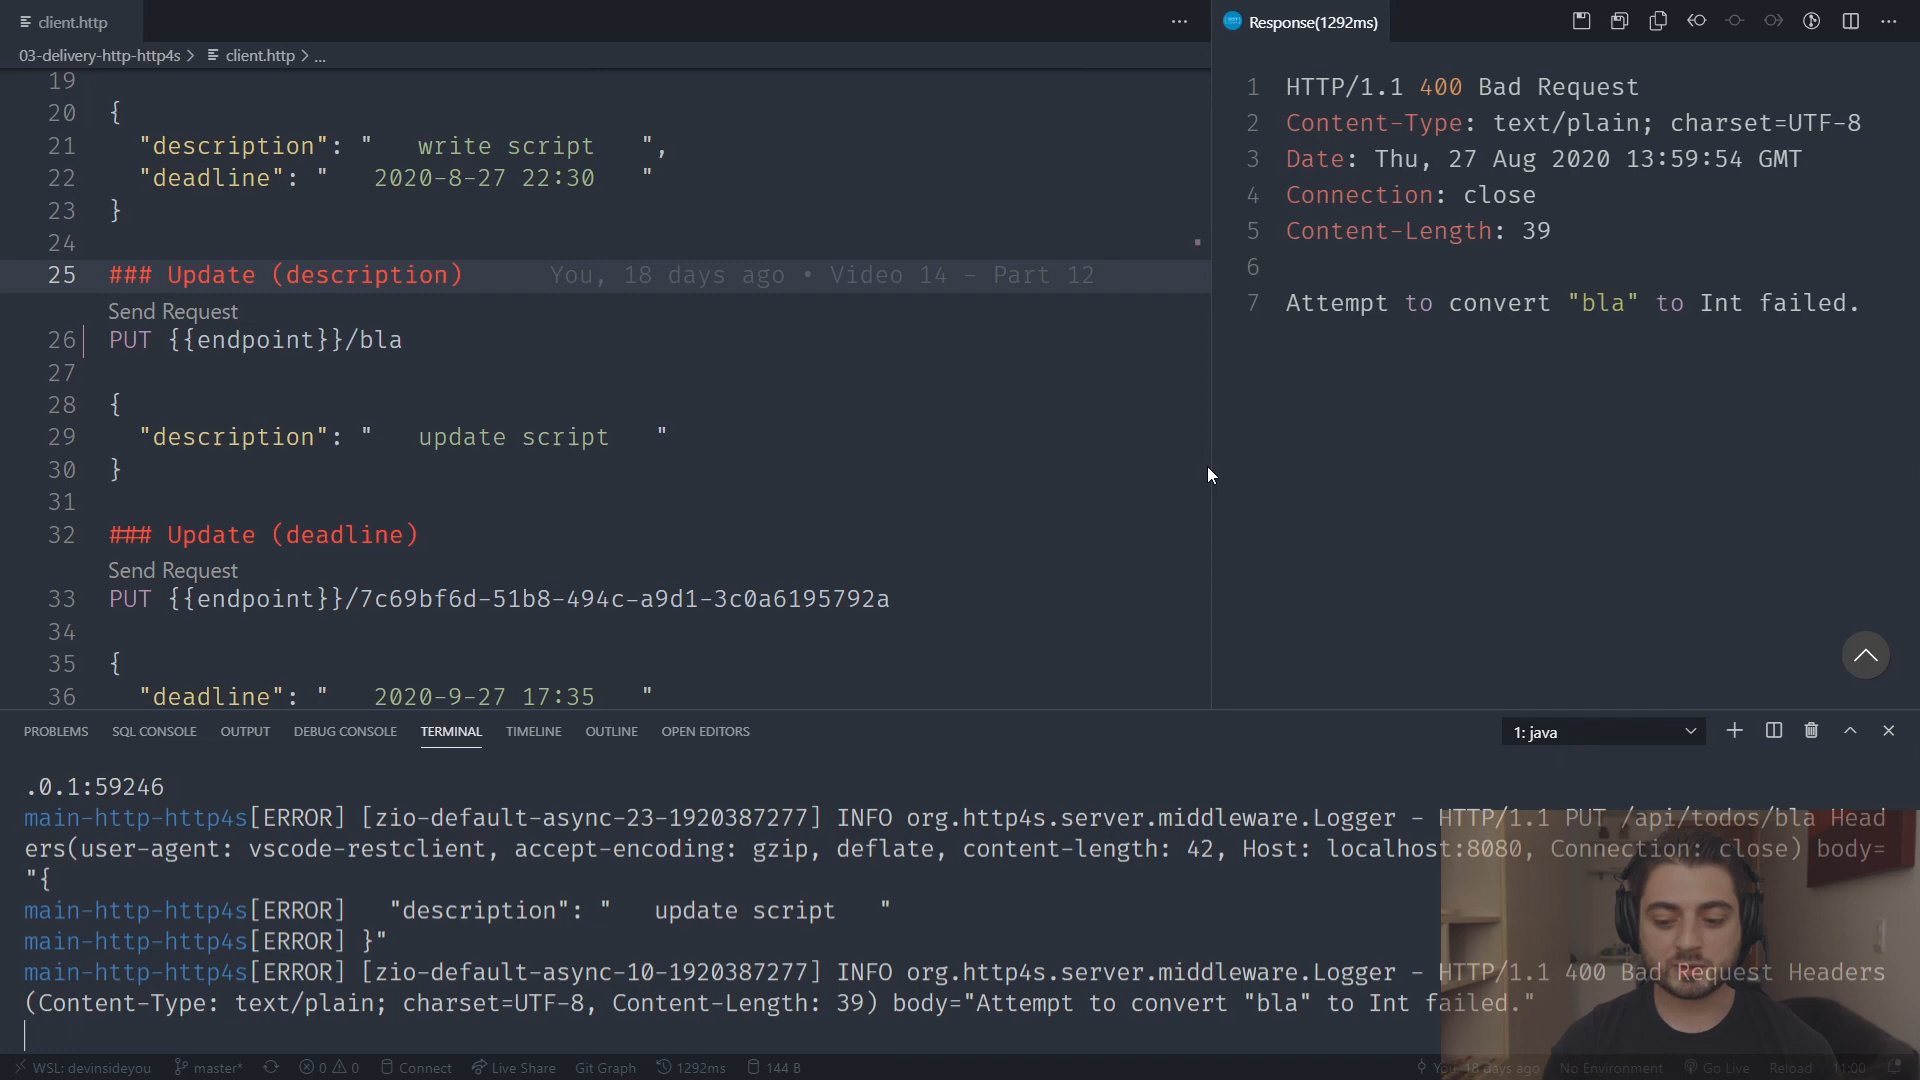 client.http
Response(1292ms)
03-delivery-http-http4s > client.http > ...
19
20 {
21 "description": "   write script   ",
22 "deadline": "   2020-8-27 22:30   "
23 }
24
25 ### Update (description) You, 18 days ago • Video 14 - Part 12
Send Request
26 PUT {{endpoint}}/bla
27
28 {
29 "description": "   update script   "
30 }
31
32 ### Update (deadline)
Send Request
33 PUT {{endpoint}}/7c69bf6d-51b8-494c-a9d1-3c0a6195792a
34
35 {
36 "deadline": "   2020-9-27 17:35   "
1 HTTP/1.1 400 Bad Request
2 Content-Type: text/plain; charset=UTF-8
3 Date: Thu, 27 Aug 2020 13:59:54 GMT
4 Connection: close
5 Content-Length: 39
6
7 Attempt to convert "bla" to Int failed.
PROBLEMS SQL CONSOLE OUTPUT DEBUG CONSOLE TERMINAL TIMELINE OUTLINE OPEN EDITORS 1: java
.0.1:59246
main-http-http4s[ERROR] [zio-default-async-23-1920387277] INFO org.http4s.server.middleware.Logger - HTTP/1.1 PUT /api/todos/bla Head
ers(user-agent: vscode-restclient, accept-encoding: gzip, deflate, content-length: 42, Host: localhost:8080, Connection: close) body=
"{
main-http-http4s[ERROR]   "description": "   update script   "
main-http-http4s[ERROR] }"
main-http-http4s[ERROR] [zio-default-async-10-1920387277] INFO org.http4s.server.middleware.Logger - HTTP/1.1 400 Bad Request Headers
(Content-Type: text/plain; charset=UTF-8, Content-Length: 39) body="Attempt to convert "bla" to Int failed."
WSL: devinsideyou master* 0 0 Connect Live Share Git Graph 1292ms 144 B You, 18 days ago No Environment Go Live Reload 11:00